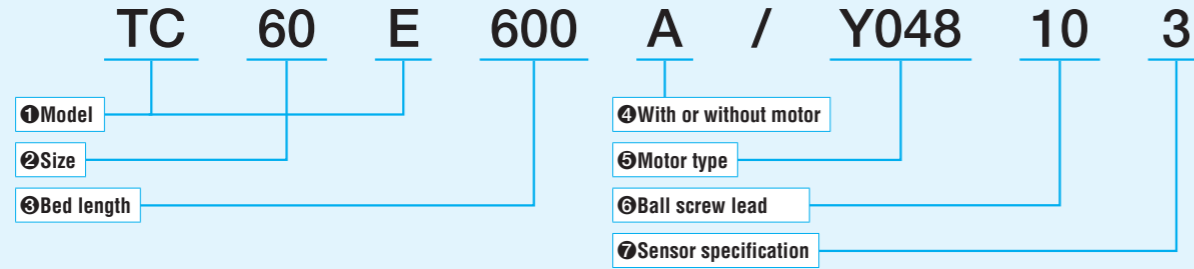 TC 60 E 600 A / Y048 10 3
❶Model
❷Size
❸Bed length
❹With or without motor
❺Motor type
❻Ball screw lead
❼Sensor specification